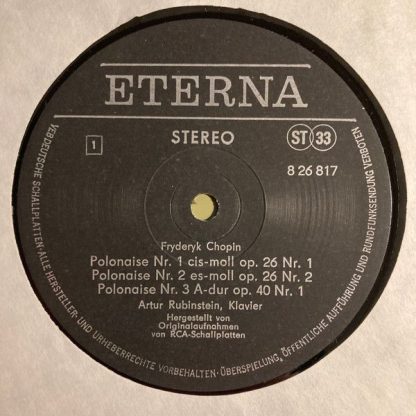 ETERNA
STEREO
ST 33
1
8 26 817
Fryderyk Chopin
Polonaise Nr. 1 cis-moll op. 26 Nr. 1
Polonaise Nr. 2 es-moll op. 26 Nr. 2
Polonaise Nr. 3 A-dur op. 40 Nr. 1
Artur Rubinstein, Klavier
Hergestellt von
Originalaufnahmen
von RCA-Schallplatten
VEB DEUTSCHE SCHALLPLATTEN · ALLE HERSTELLER- UND URHEBERRECHTE VORBEHALTEN · ÜBERSPIELUNG, ÖFFENTLICHE AUFFÜHRUNG UND RUNDFUNKSENDUNG VERBOTEN